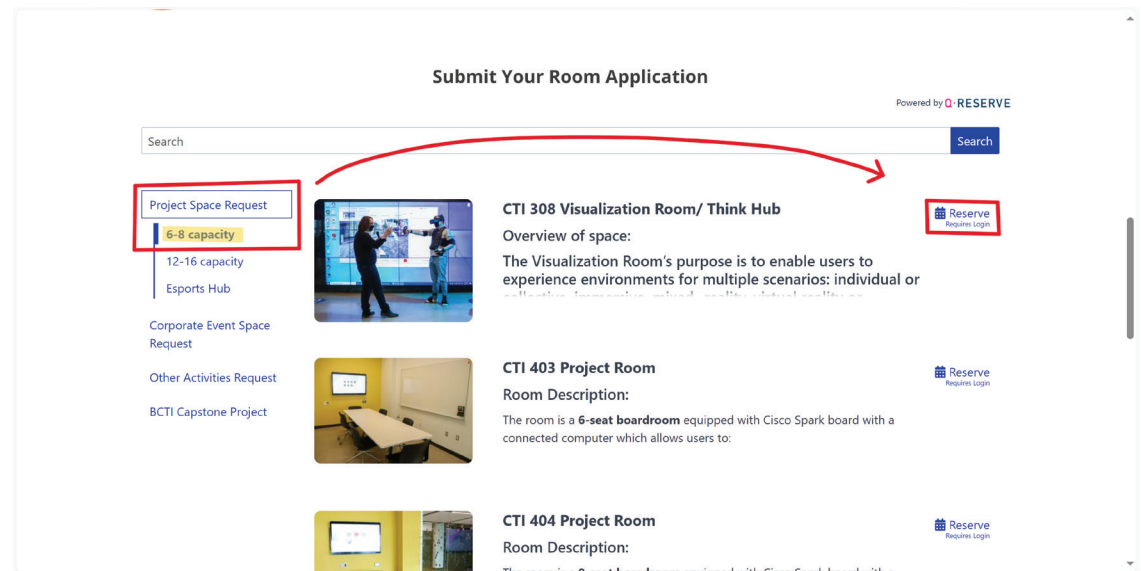 Submit Your Room Application
Powered by Q·RESERVE
Search
Search
Project Space Request
6-8 capacity
12-16 capacity
Esports Hub
Corporate Event Space
Request
Other Activities Request
BCTI Capstone Project
CTI 308 Visualization Room/ Think Hub
Overview of space:
The Visualization Room's purpose is to enable users to
experience environments for multiple scenarios: individual or
Reserve
Requires Login
CTI 403 Project Room
Room Description:
The room is a 6-seat boardroom equipped with Cisco Spark board with a
connected computer which allows users to:
Reserve
Requires Login
CTI 404 Project Room
Room Description:
Reserve
Requires Login